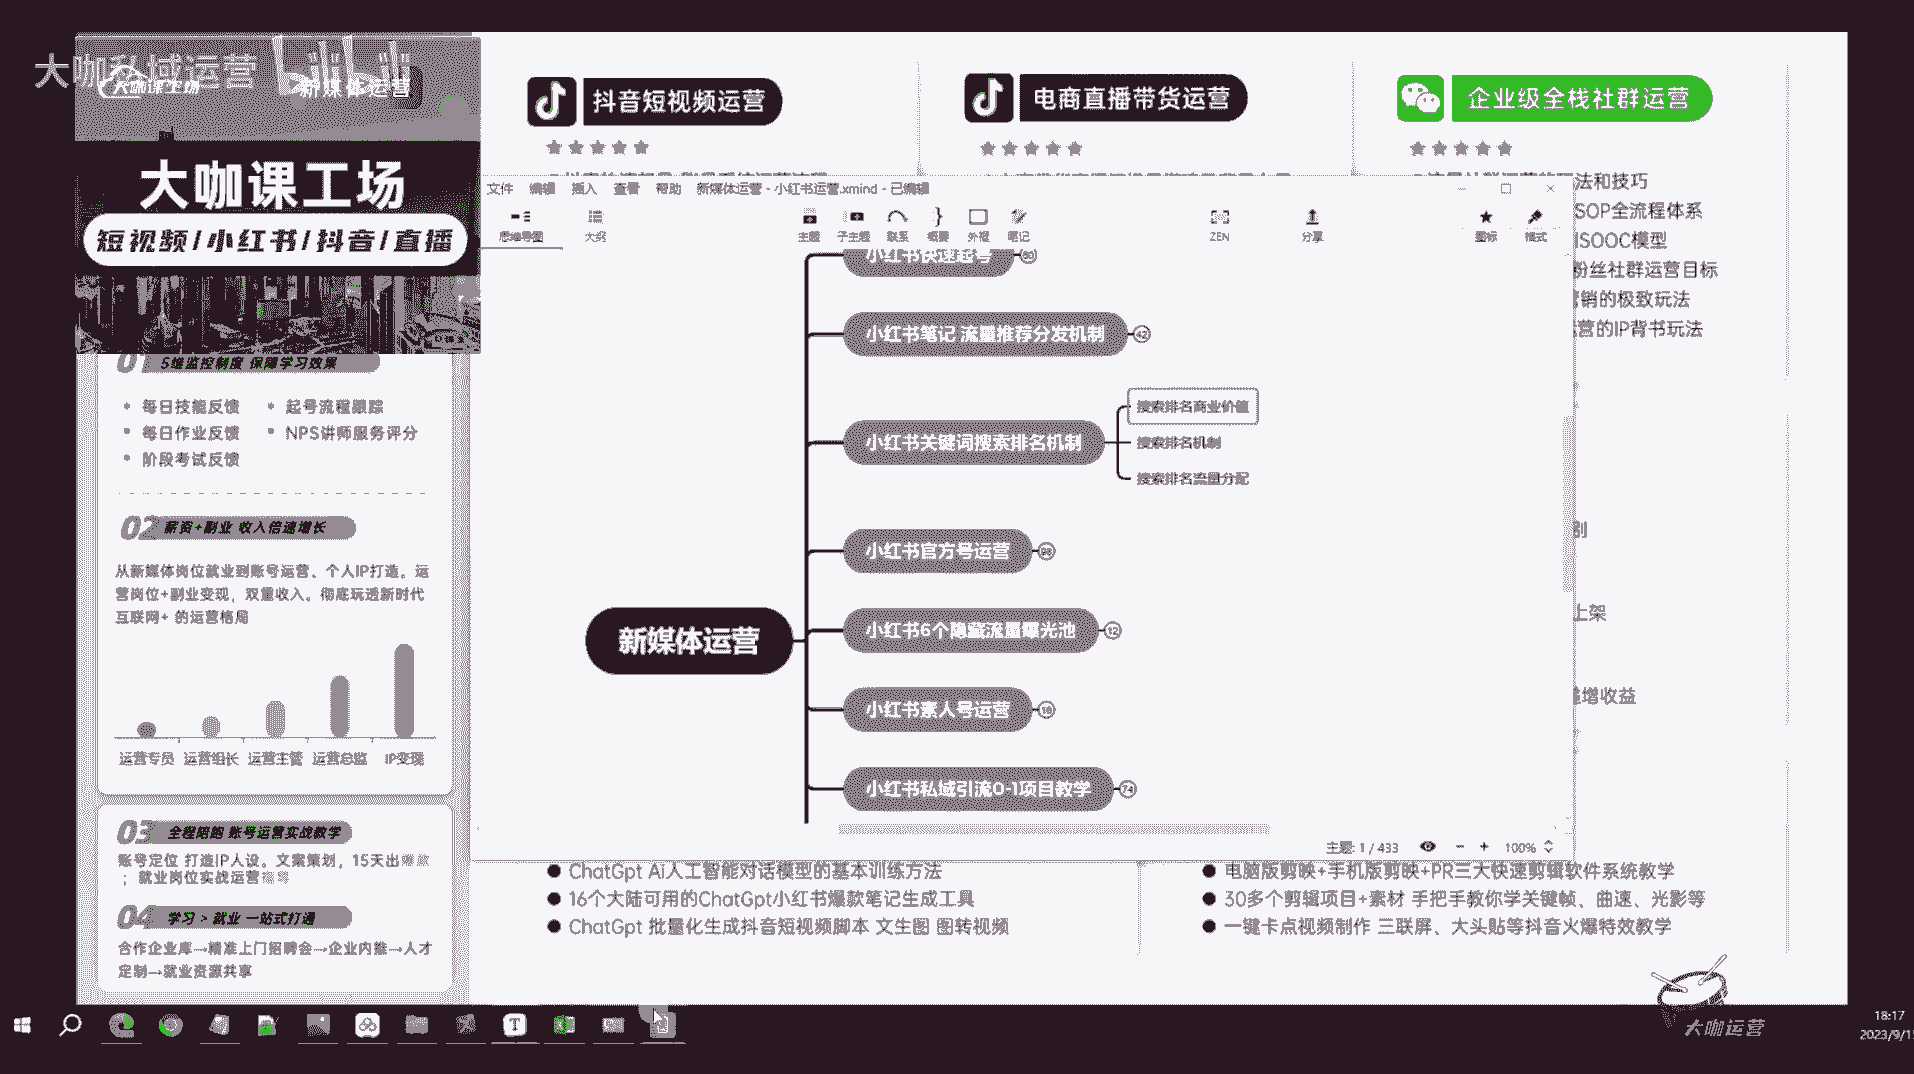 大咖私域运营 bilibili
大咖课工场 新媒体运营
大咖课工场
短视频/小红书/抖音/直播
抖音短视频运营
电商直播带货运营
企业级全栈社群运营
文件 编辑 插入 查看 帮助 新媒体运营 - 小红书运营.xmind - 已编辑
思维导图 大纲 主题 子主题 联系 概要 外框 笔记 ZEN 分享 图标 格式
法和技巧
SOP全流程体系
ISOOC模型
粉丝社群运营目标
营销的极致玩法
运营的IP背书玩法
别
上架
增收益
小红书快速起号 80
小红书笔记 流量推荐分发机制 42
小红书关键词搜索排名机制
搜索排名商业价值
搜索排名机制
搜索排名流量分配
小红书官方号运营
小红书6个隐藏流量曝光池 12
新媒体运营
小红书素人号运营
小红书私域引流0-1项目教学 74
主题: 1 / 433 100%
01 5维监控制度 保障学习效果
每日技能反馈 起号流程跟踪
每日作业反馈 NPS讲师服务评分
阶段考试反馈
02 薪资+副业 收入倍速增长
从新媒体岗位就业到账号运营、个人IP打造。运
营岗位+副业变现，双重收入。彻底玩透新时代
互联网+ 的运营格局
运营专员 运营组长 运营主管 运营总监 IP变现
03 全程陪跑 账号运营实战教学
账号定位 打造IP人设。文案策划，15天出爆款
；就业岗位实战运营
04 学习 > 就业 一站式打通
合作企业库→精准上门招聘会→企业内推→人才
定制→就业资源共享
ChatGpt Ai人工智能对话模型的基本训练方法
16个大陆可用的ChatGpt小红书爆款笔记生成工具
ChatGpt 批量化生成抖音短视频脚本 文生图 图转视频
电脑版剪映+手机版剪映+PR三大快速剪辑软件系统教学
30多个剪辑项目+素材 手把手教你学关键帧、曲速、光影等
一键卡点视频制作 三联屏、大头贴等抖音火爆特效教学
大咖运营
18:17
2023/9/1